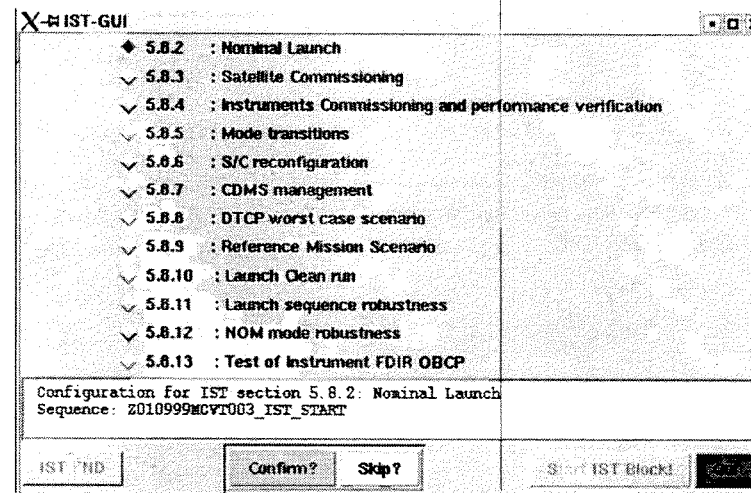 IST-GUI
5.8.2 : Nominal Launch
5.8.3 : Satellite Commissioning
5.8.4 : Instruments Commissioning and performance verification
5.8.5 : Mode transitions
5.8.6 : S/C reconfiguration
5.8.7 : CDMS management
5.8.8 : DTCP worst case scenario
5.8.9 : Reference Mission Scenario
5.8.10 : Launch Clean run
5.8.11 : Launch sequence robustness
5.8.12 : NOM mode robustness
5.8.13 : Test of Instrument FDIR OBCP
Configuration for IST section 5.8.2: Nominal Launch
Sequence: Z010999MCVT003_IST_START
IST END Confirm? Skip? Start IST Block!